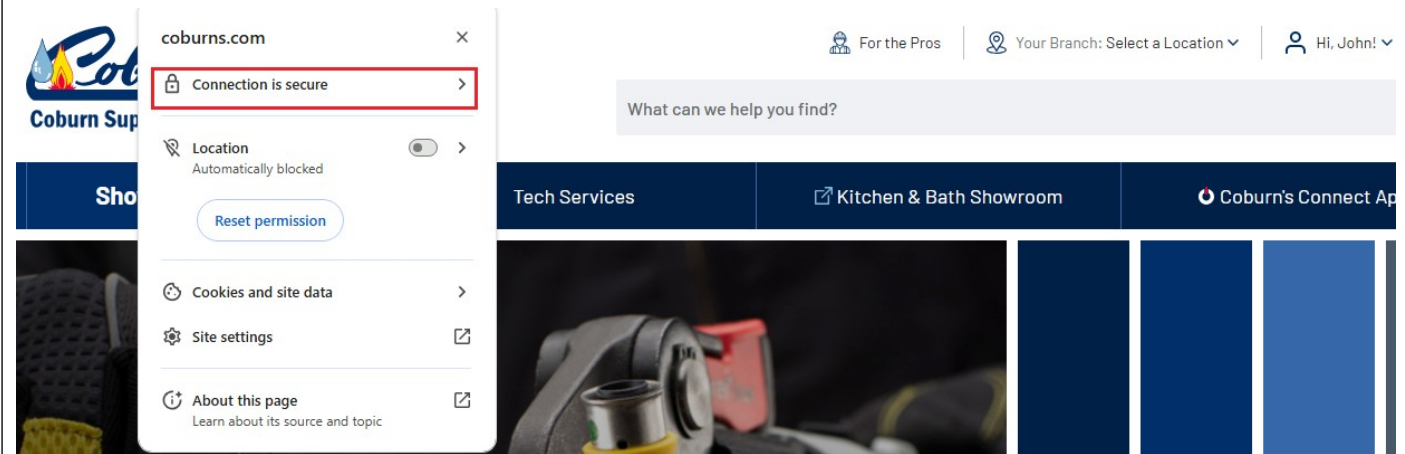 coburns.com
Connection is secure
Location
Automatically blocked
Reset permission
Cookies and site data
Site settings
About this page
Learn about its source and topic
Coburn Sup
For the Pros
Your Branch: Select a Location
Hi, John!
What can we help you find?
Sho
Tech Services
Kitchen & Bath Showroom
Coburn's Connect Ap